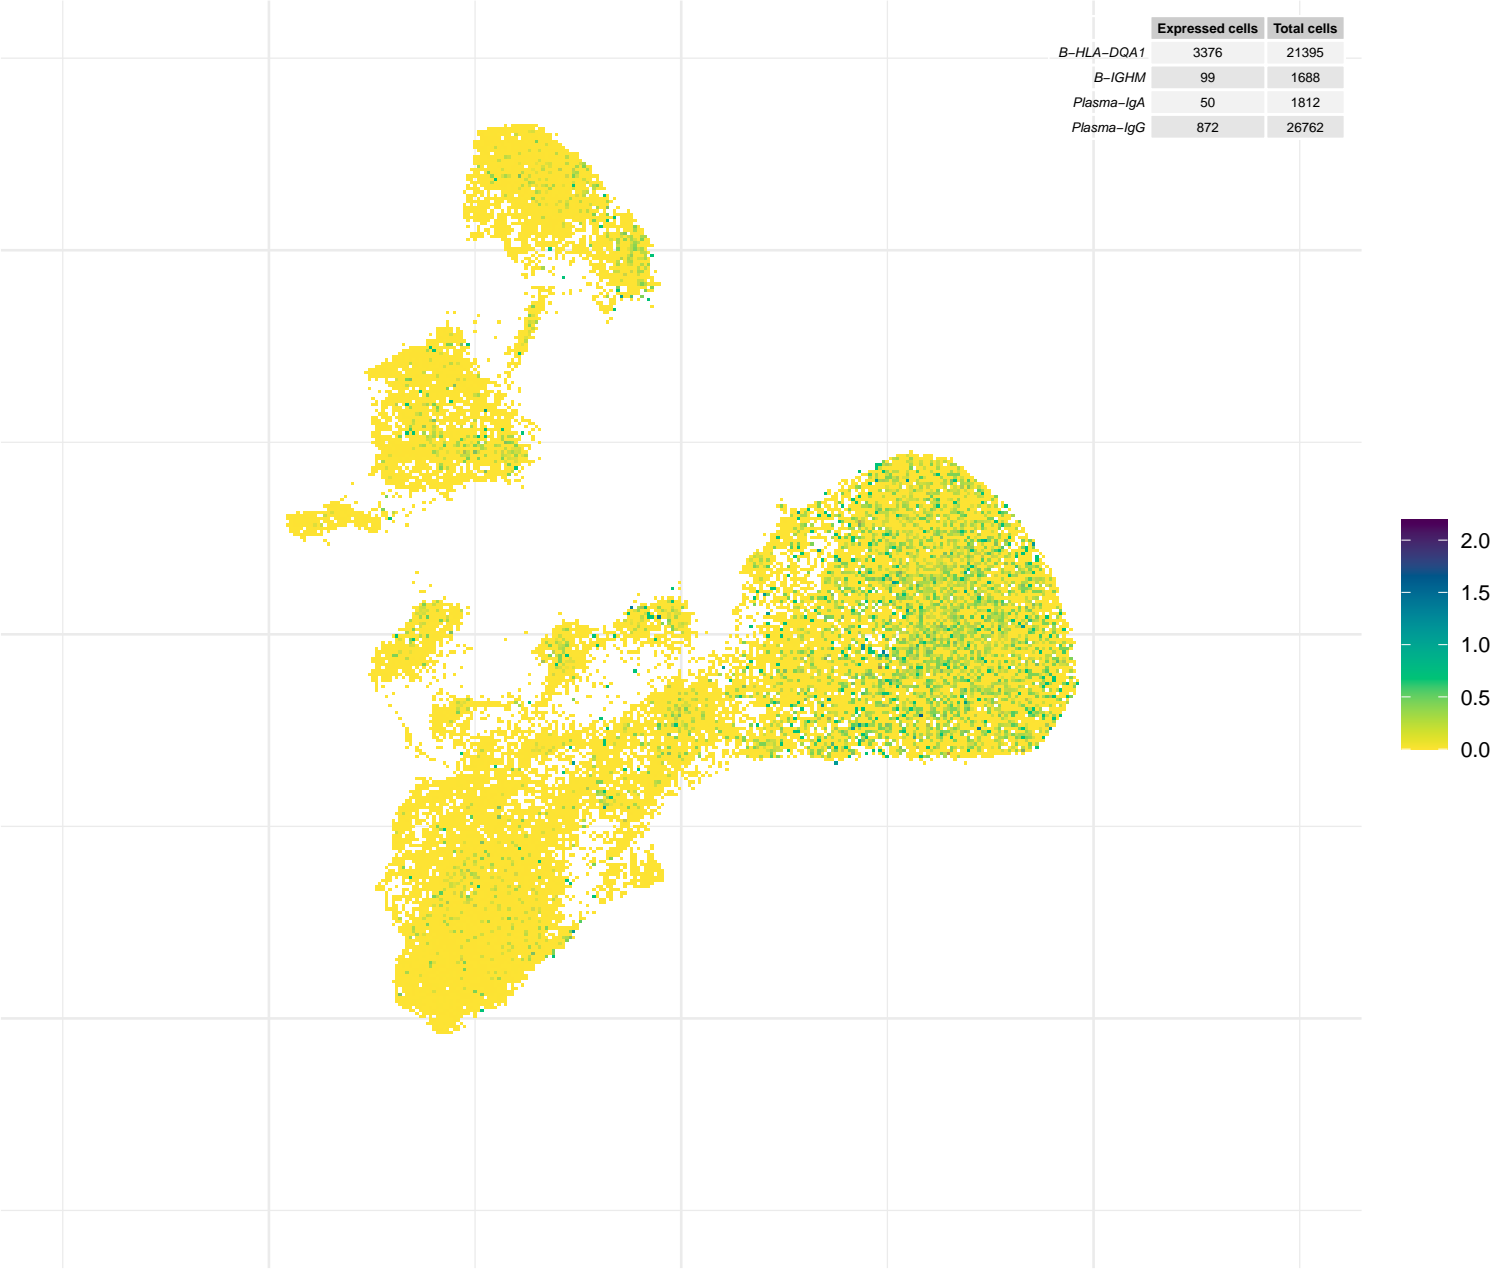 Expressed cells Total cells
B−HLA−DQA1 3376 21395
B−IGHM 99 1688
Plasma−IgA 50 1812
Plasma−IgG 872 26762
2.0
1.5
1.0
0.5
0.0